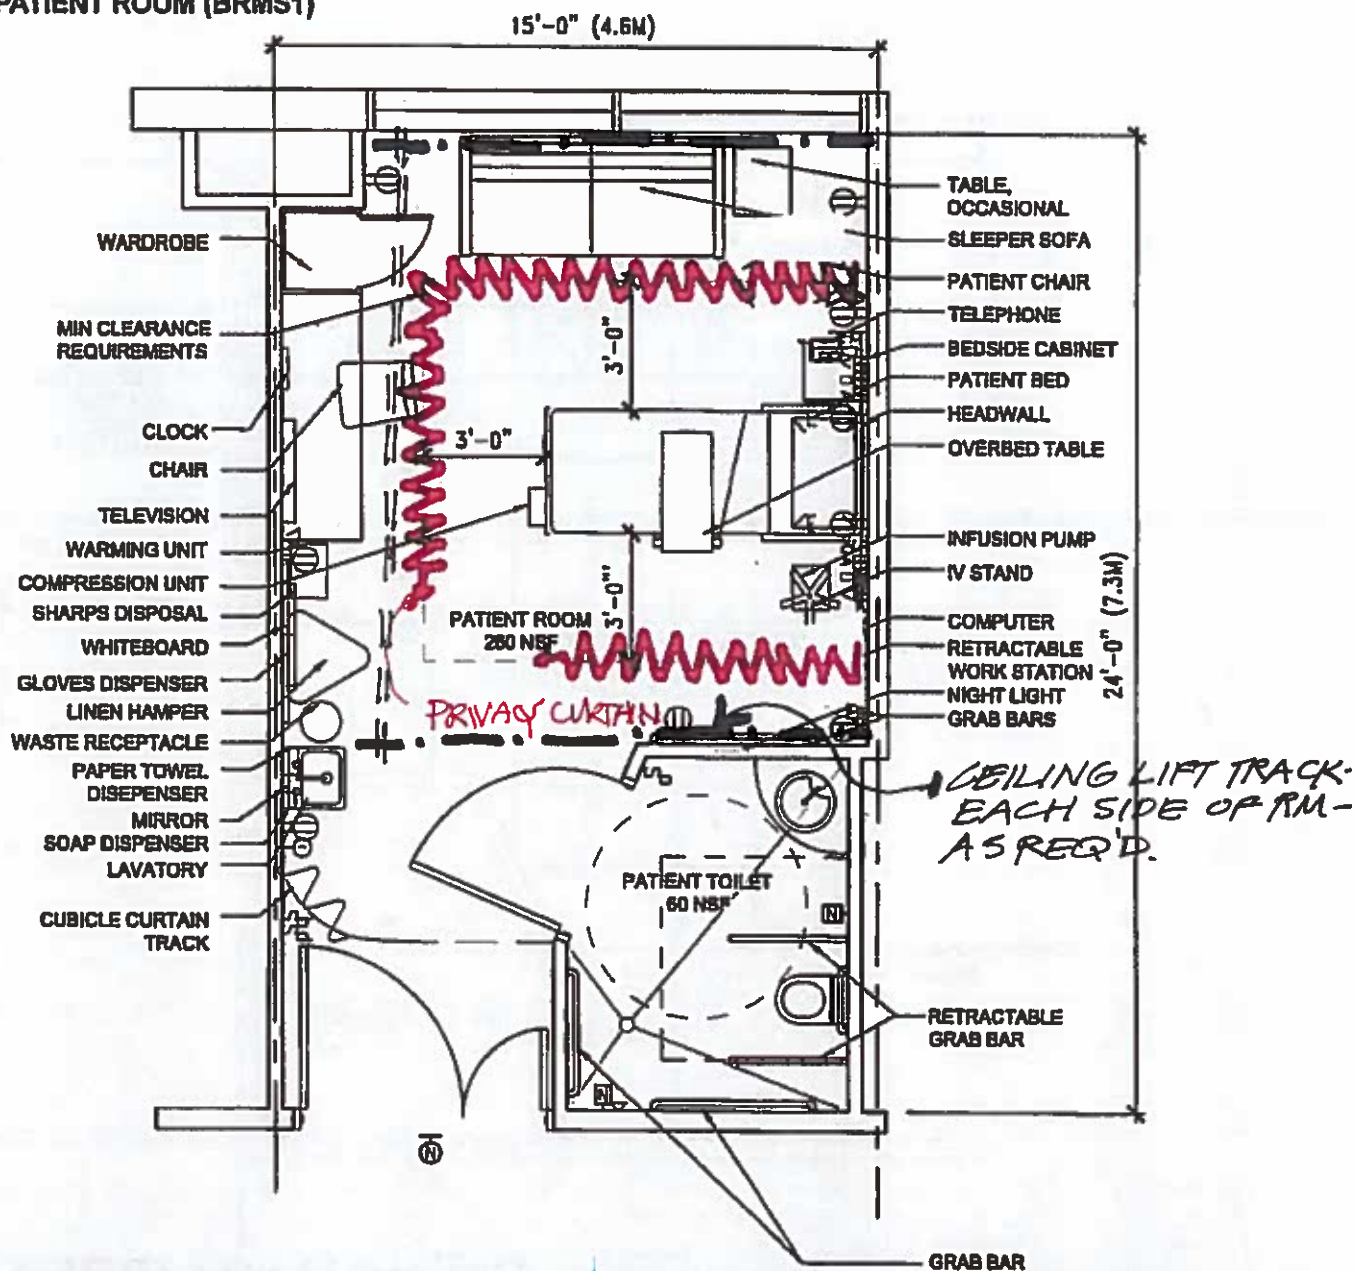 PATIENT ROOM (BRMS1)
15'-0" (4.6M)
WARDROBE
MIN CLEARANCE
REQUIREMENTS
CLOCK
CHAIR
TELEVISION
WARMING UNIT
COMPRESSION UNIT
SHARPS DISPOSAL
WHITEBOARD
GLOVES DISPENSER
LINEN HAMPER
WASTE RECEPTACLE
PAPER TOWEL
DISEPENSER
MIRROR
SOAP DISPENSER
LAVATORY
CUBICLE CURTAIN
TRACK
3'-0"
3'-0"
3'-0"'
PATIENT ROOM
260 NSF
PRIVACY CURTAIN
PATIENT TOILET
60 NSF
N
N
N
TABLE,
OCCASIONAL
SLEEPER SOFA
PATIENT CHAIR
TELEPHONE
BEDSIDE CABINET
PATIENT BED
HEADWALL
OVERBED TABLE
INFUSION PUMP
IV STAND
COMPUTER
RETRACTABLE
WORK STATION
NIGHT LIGHT
GRAB BARS
24'-0" (7.3M)
CEILING LIFT TRACK-
EACH SIDE OF RM-
AS REQ'D.
RETRACTABLE
GRAB BAR
GRAB BAR